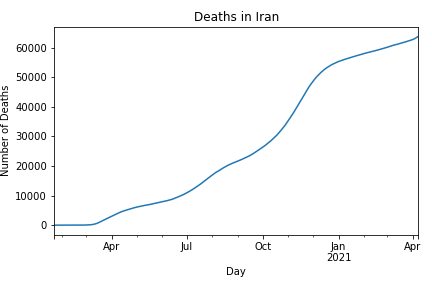 Deaths in Iran
Number of Deaths
60000
50000
40000
30000
20000
10000
0
Apr
Jul
Oct
Jan
2021
Apr
Day